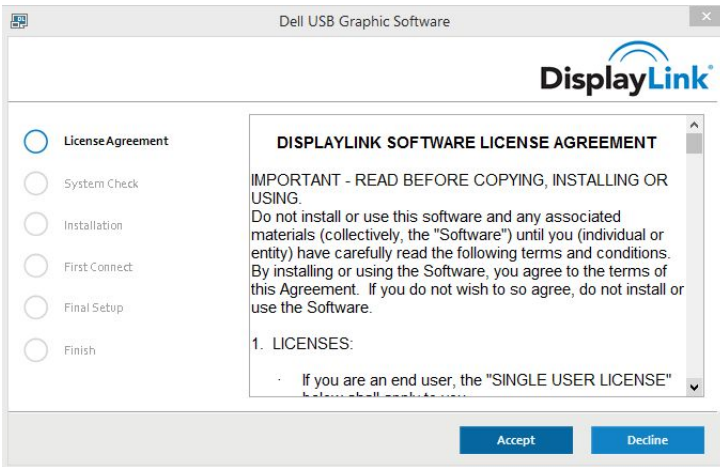 Dell USB Graphic Software
DisplayLink
License Agreement
System Check
Installation
First Connect
Final Setup
Finish
DISPLAYLINK SOFTWARE LICENSE AGREEMENT
IMPORTANT - READ BEFORE COPYING, INSTALLING OR
USING.
Do not install or use this software and any associated
materials (collectively, the "Software") until you (individual or
entity) have carefully read the following terms and conditions.
By installing or using the Software, you agree to the terms of
this Agreement.  If you do not wish to so agree, do not install or
use the Software.
1.  LICENSES:
·    If you are an end user, the "SINGLE USER LICENSE"
below shall apply to you
Accept
Decline